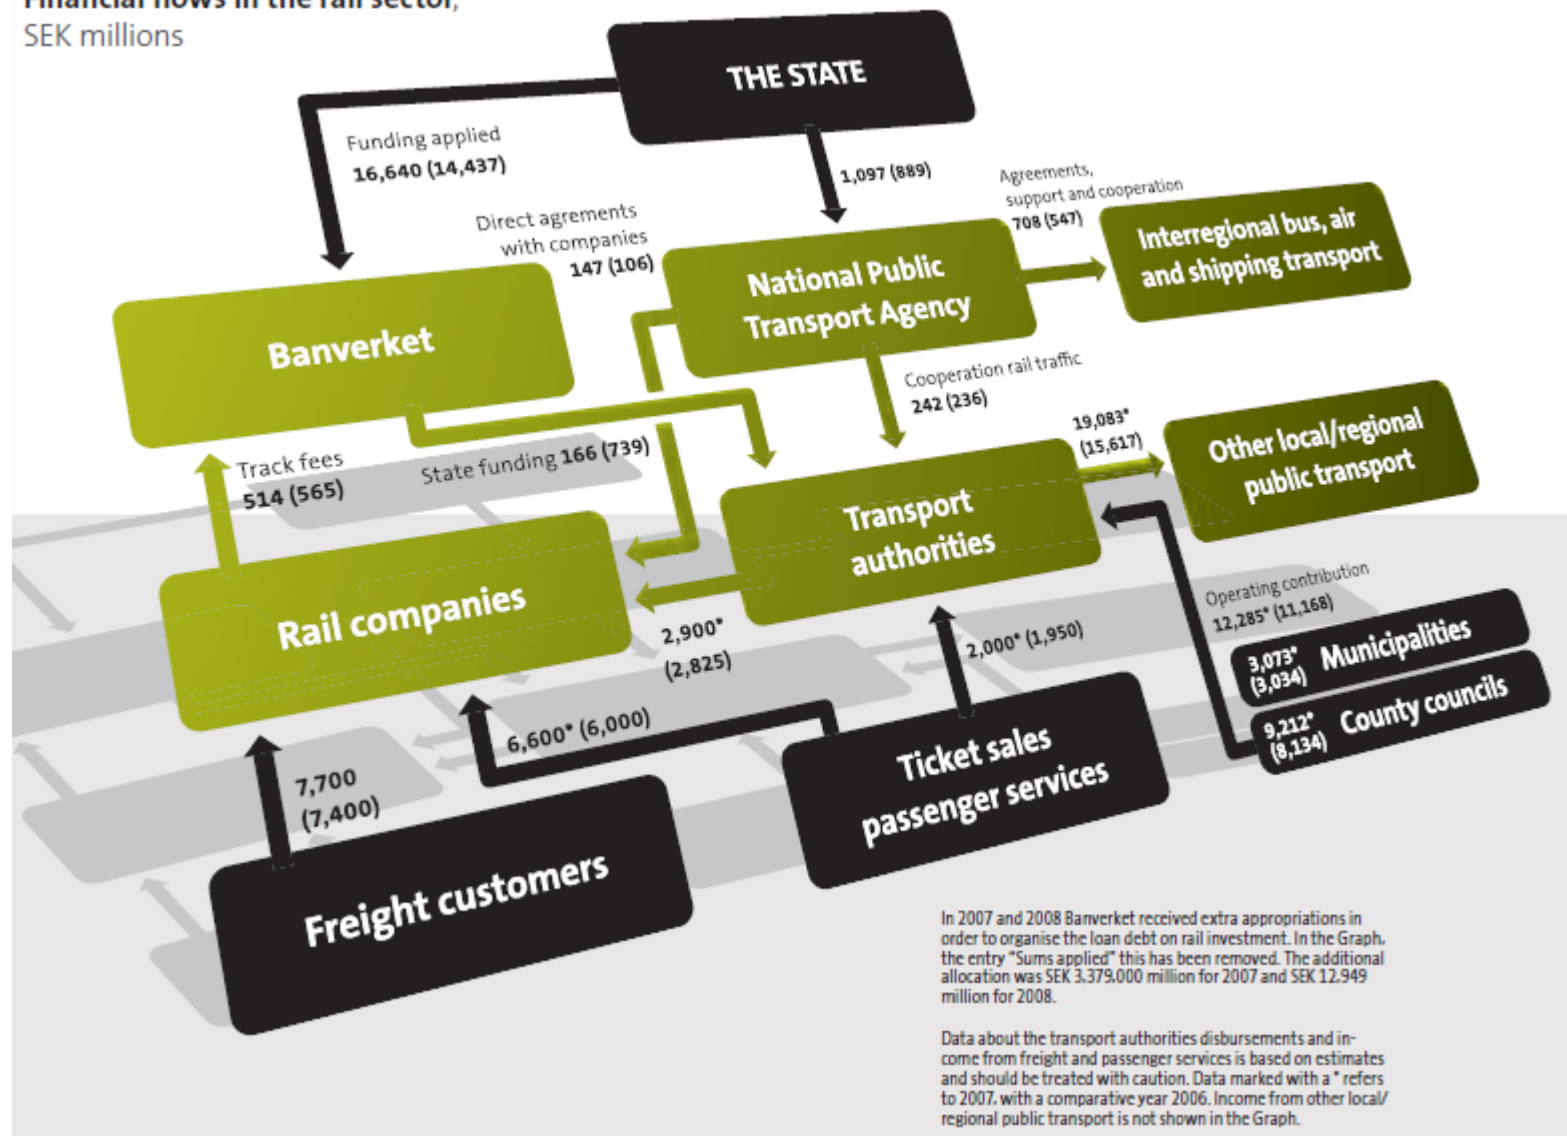 Financial flows in the rail sector,
SEK millions
THE STATE
Funding applied
16,640 (14,437)
1,097 (889)
Agreements,
support and cooperation
708 (547)
Direct agrements
with companies
147 (106)
Interregional bus, air
and shipping transport
National Public
Transport Agency
Banverket
Cooperation rail traffic
242 (236)
19,083*
(15,617)
Other local/regional
public transport
Track fees
514 (565)
State funding 166 (739)
Transport
authorities
Rail companies
2,900*
(2,825)
2,000* (1,950)
Operating contribution
12,285* (11,168)
3,073*
(3,034)
Municipalities
9,212*
(8,134)
County councils
6,600* (6,000)
7,700
(7,400)
Ticket sales
passenger services
Freight customers
In 2007 and 2008 Banverket received extra appropriations in
order to organise the loan debt on rail investment. In the Graph,
the entry "Sums applied" this has been removed. The additional
allocation was SEK 3,379,000 million for 2007 and SEK 12,949
million for 2008.
Data about the transport authorities disbursements and in-
come from freight and passenger services is based on estimates
and should be treated with caution. Data marked with a * refers
to 2007, with a comparative year 2006. Income from other local/
regional public transport is not shown in the Graph.